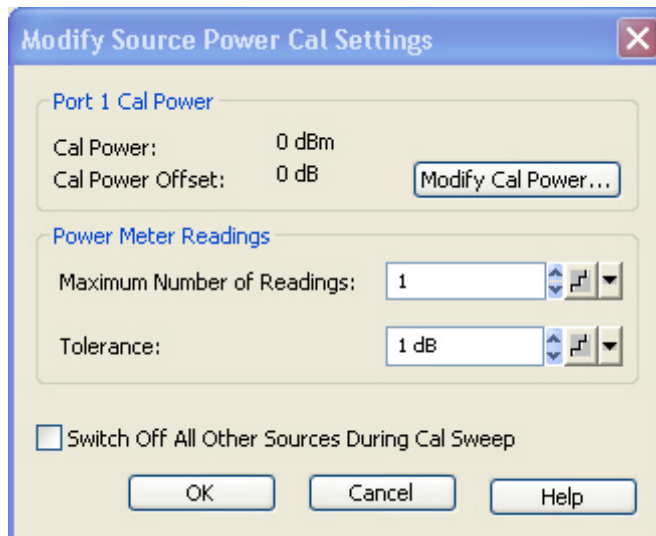 Modify Source Power Cal Settings
Port 1 Cal Power
Cal Power: 0 dBm
Cal Power Offset: 0 dB
Modify Cal Power...
Power Meter Readings
Maximum Number of Readings: 1
Tolerance: 1 dB
Switch Off All Other Sources During Cal Sweep
OK Cancel Help